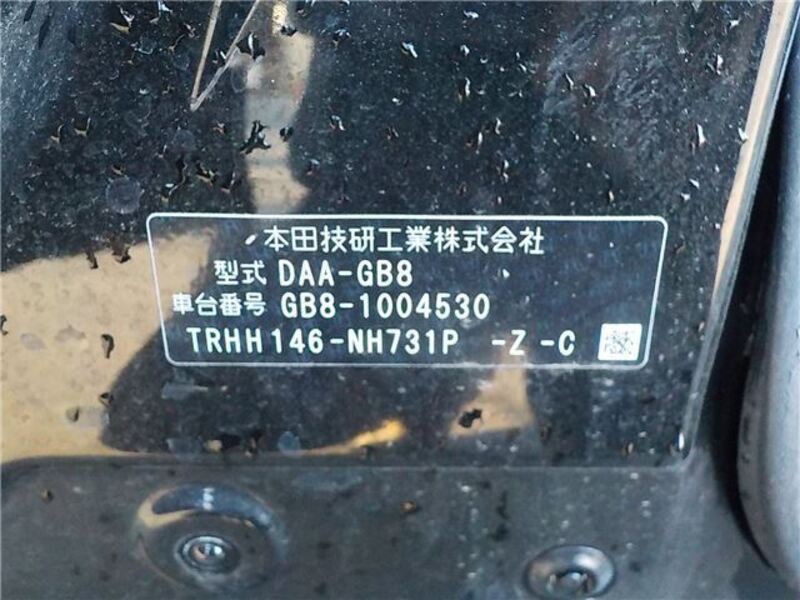 本田技研工業株式会社
型式 DAA-GB8
車台番号 GB8-1004530
TRHH146-NH731P -Z -C